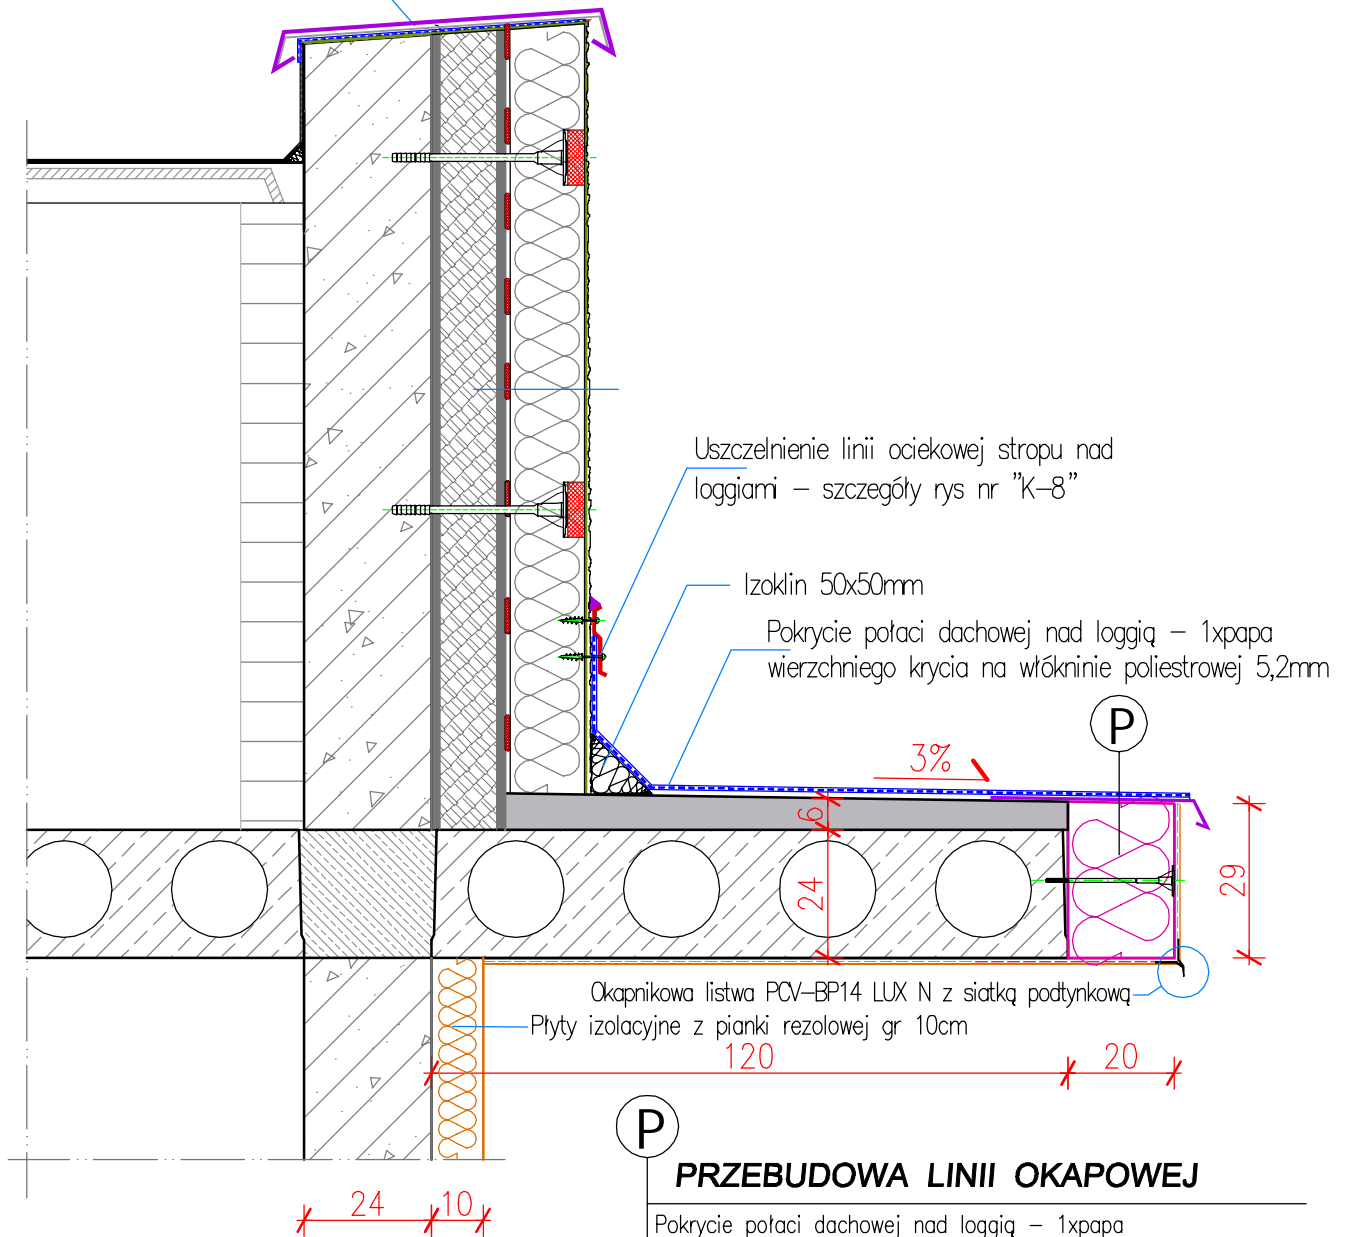 Uszczelnienie linii ociekowej stropu nad
loggiami – szczegóły rys nr "K–8"
Izoklin 50x50mm
Pokrycie połaci dachowej nad loggią – 1xpapa
wierzchniego krycia na włókninie poliestrowej 5,2mm
P
3%
6
24
29
Okapnikowa listwa PCV–BP14 LUX N z siatką podtynkową
Płyty izolacyjne z pianki rezolowej gr 10cm
120
20
P
PRZEBUDOWA LINII OKAPOWEJ
24
10
Pokrycie połaci dachowej nad loggią – 1xpapa